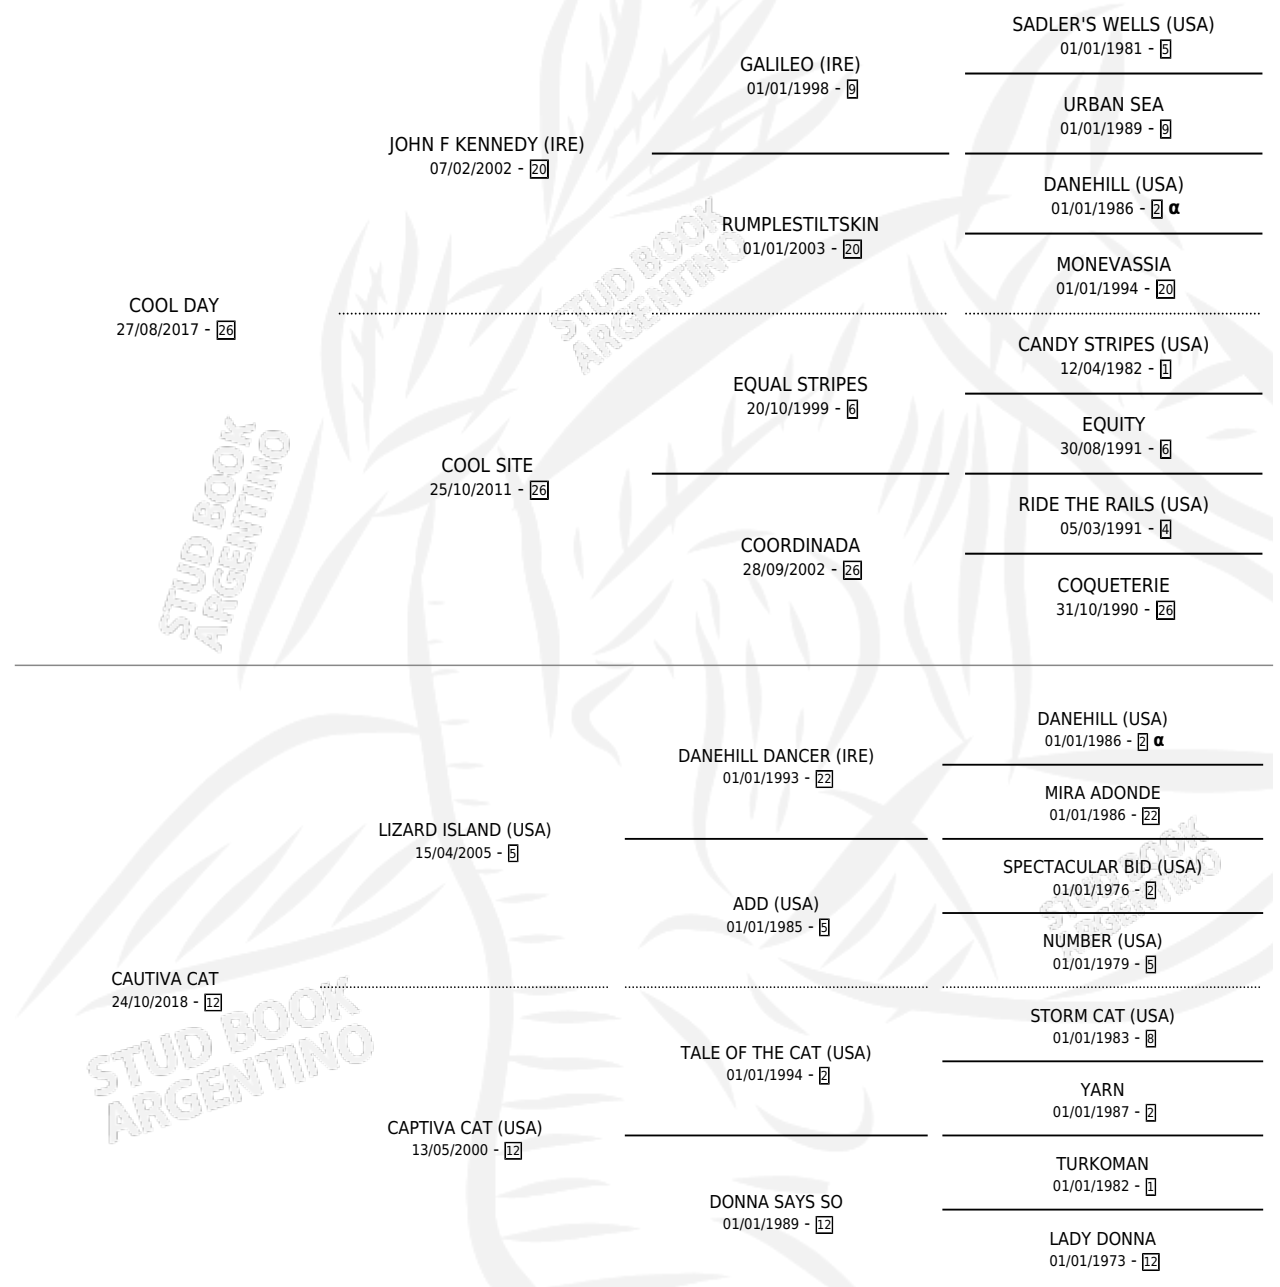 SADLER'S WELLS (USA)
01/01/1981 - 5
GALILEO (IRE)
01/01/1998 - 9
URBAN SEA
01/01/1989 - 9
JOHN F KENNEDY (IRE)
07/02/2002 - 20
DANEHILL (USA)
01/01/1986 - 2 α
RUMPLESTILTSKIN
01/01/2003 - 20
MONEVASSIA
01/01/1994 - 20
COOL DAY
27/08/2017 - 26
CANDY STRIPES (USA)
12/04/1982 - 1
EQUAL STRIPES
20/10/1999 - 6
EQUITY
30/08/1991 - 6
COOL SITE
25/10/2011 - 26
RIDE THE RAILS (USA)
05/03/1991 - 4
COORDINADA
28/09/2002 - 26
COQUETERIE
31/10/1990 - 26
STUD BOOK
ARGENTINO
STUD BOOK
ARGENTINO
DANEHILL (USA)
01/01/1986 - 2 α
DANEHILL DANCER (IRE)
01/01/1993 - 22
MIRA ADONDE
01/01/1986 - 22
LIZARD ISLAND (USA)
15/04/2005 - 5
SPECTACULAR BID (USA)
01/01/1976 - 2
ADD (USA)
01/01/1985 - 5
NUMBER (USA)
01/01/1979 - 5
CAUTIVA CAT
24/10/2018 - 12
STORM CAT (USA)
01/01/1983 - 8
TALE OF THE CAT (USA)
01/01/1994 - 2
YARN
01/01/1987 - 2
CAPTIVA CAT (USA)
13/05/2000 - 12
TURKOMAN
01/01/1982 - 1
DONNA SAYS SO
01/01/1989 - 12
LADY DONNA
01/01/1973 - 12
STUD BOOK
ARGENTINO
STUD BOOK
ARGENTINO